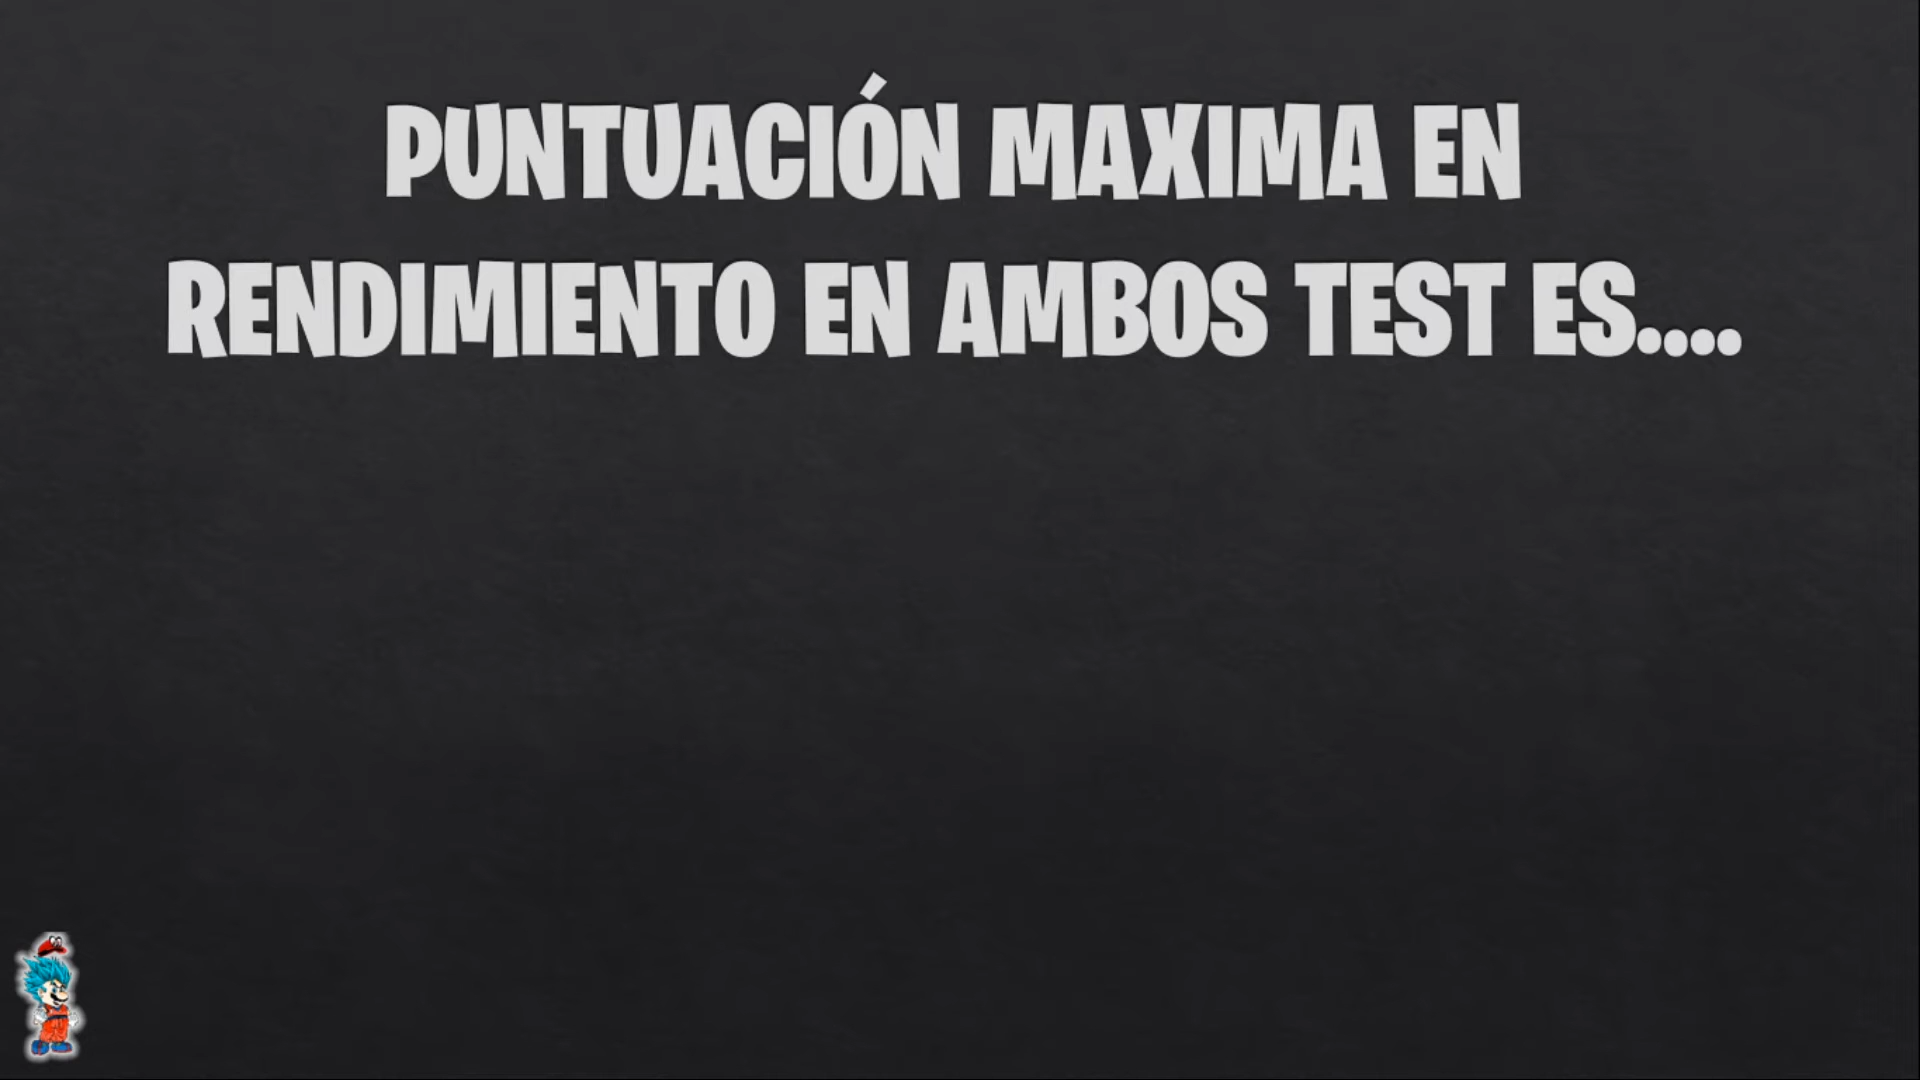 PUNTUACIÓN MAXIMA EN
RENDIMIENTO EN AMBOS TEST ES....